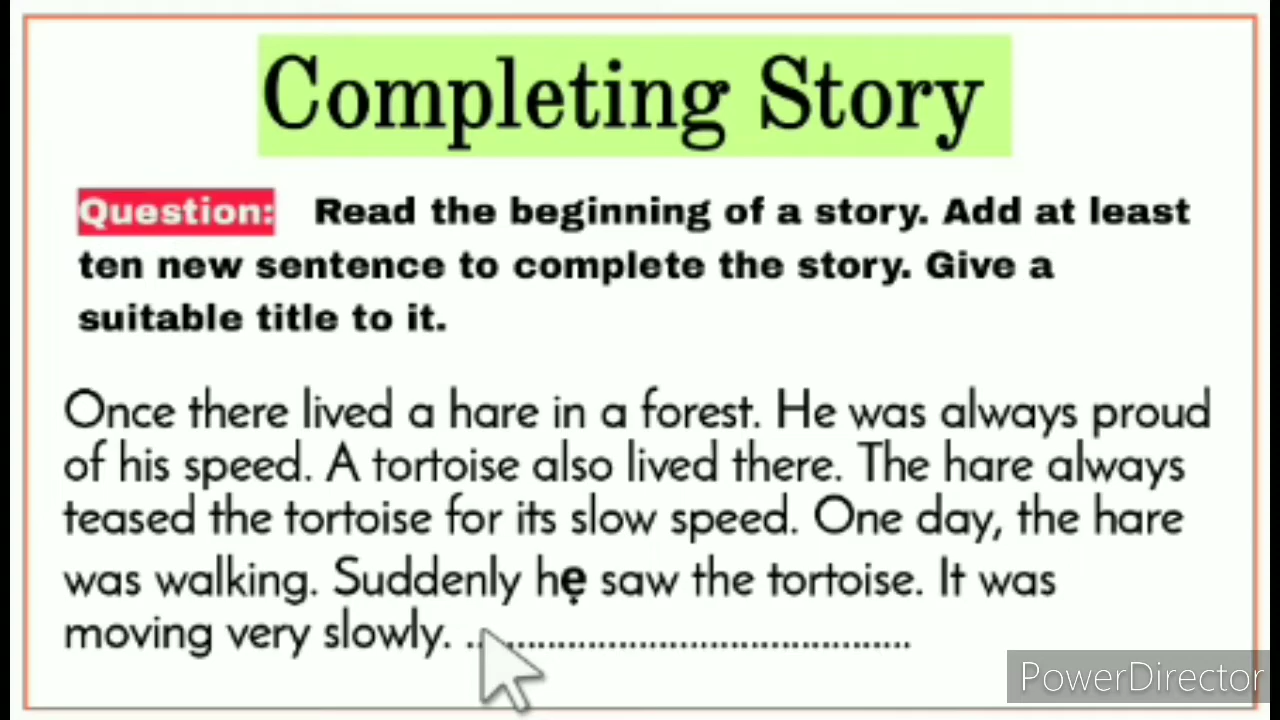 Completing Story
Question: Read the beginning of a story. Add at least
ten new sentence to complete the story. Give a
suitable title to it.
Once there lived a hare in a forest. He was always proud
of his speed. A tortoise also lived there. The hare always
teased the tortoise for its slow speed. One day, the hare
was walking. Suddenly hẹ saw the tortoise. It was
moving very slowly. ..........................................
PowerDirector